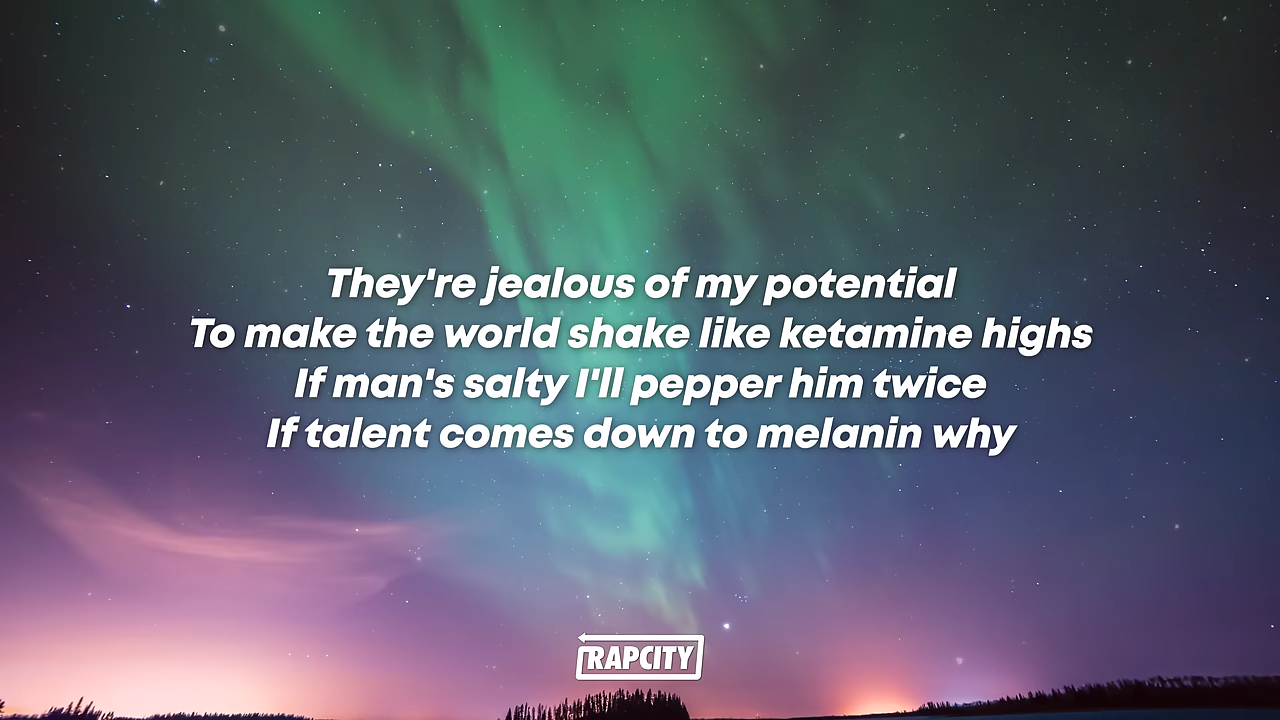 They're jealous of my potential
To make the world shake like ketamine highs
If man's salty I'll pepper him twice
If talent comes down to melanin why
RAPCITY